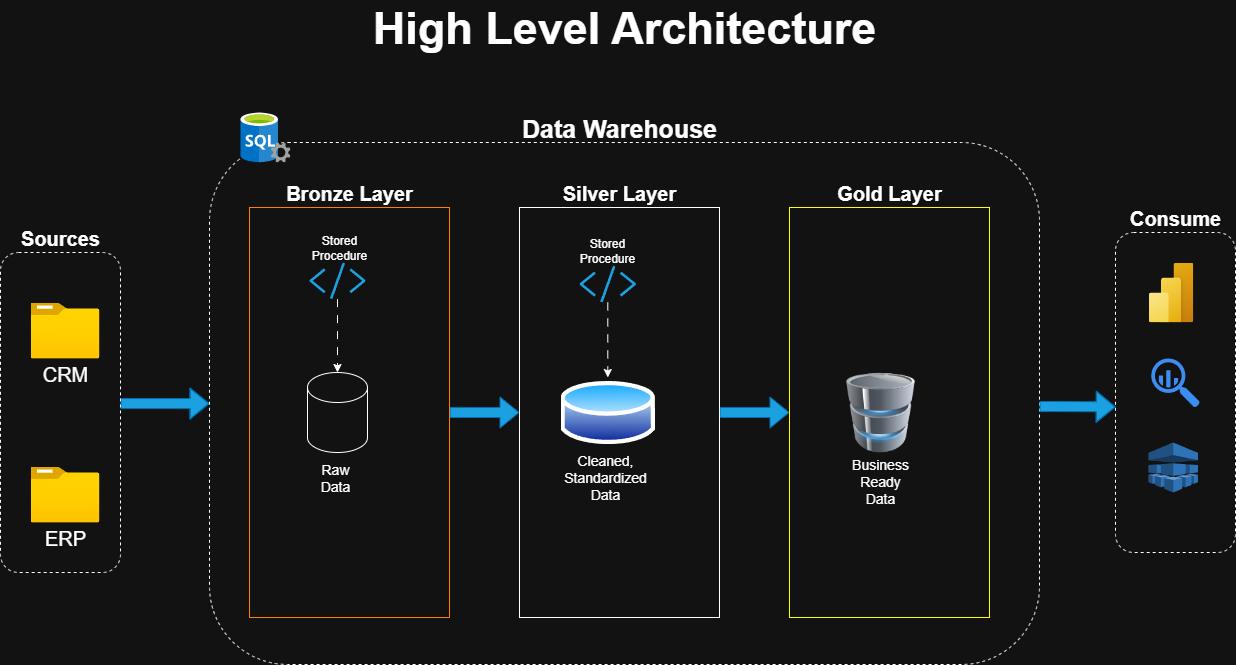 High Level Architecture
Data Warehouse
SQL
Sources
CRM
ERP
Bronze Layer
Stored
Procedure
Raw
Data
Silver Layer
Stored
Procedure
Cleaned,
Standardized
Data
Gold Layer
Business
Ready
Data
Consume